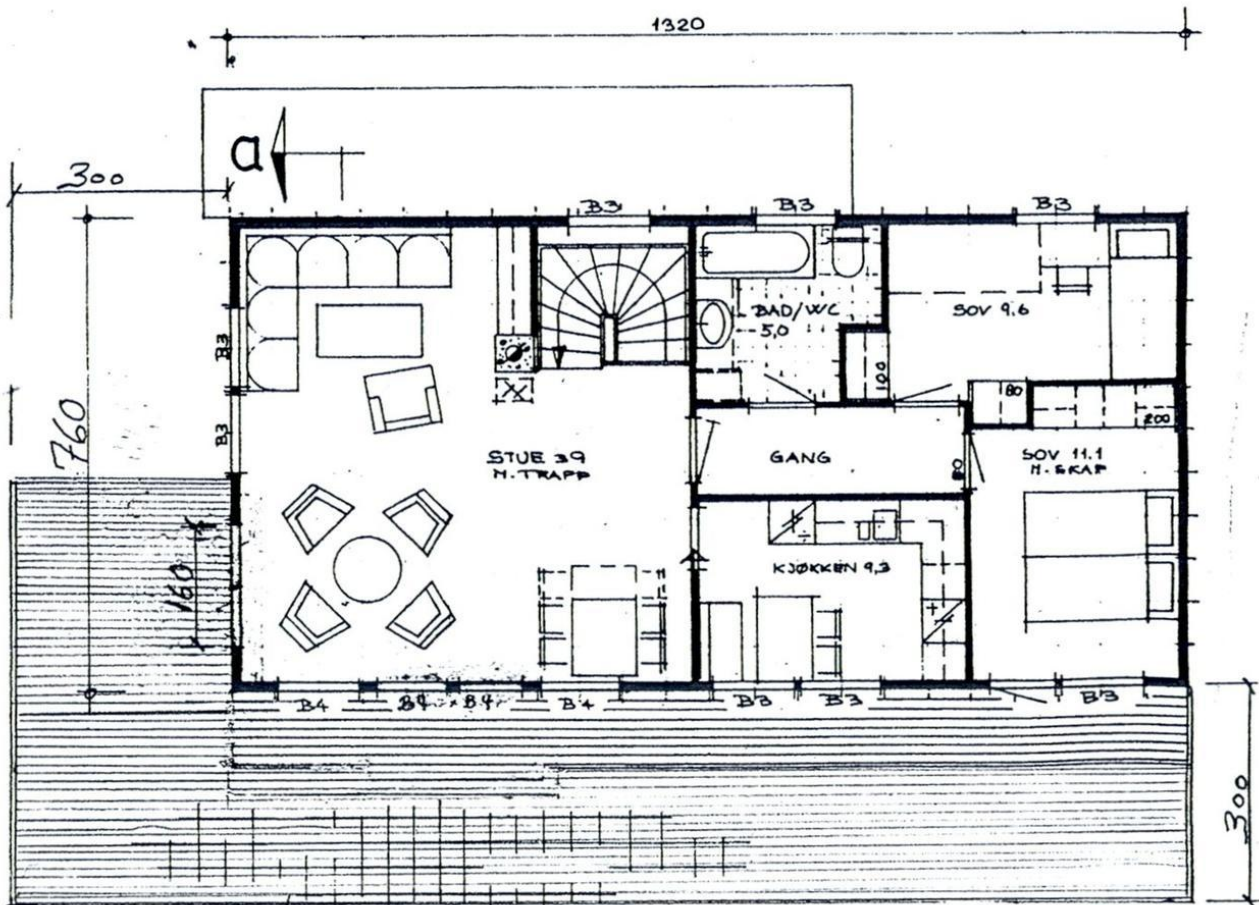 1320
a
300
B3
B3
B3
760
B3
B3
BAD/WC
5,0
SOV 9.6
100
80
200
STUE 39
M. TRAPP
GANG
80
SOV 11.1
M. SKAP
160
KJØKKEN 9,3
B4
B4
B4
B4
B3
B3
B3
300